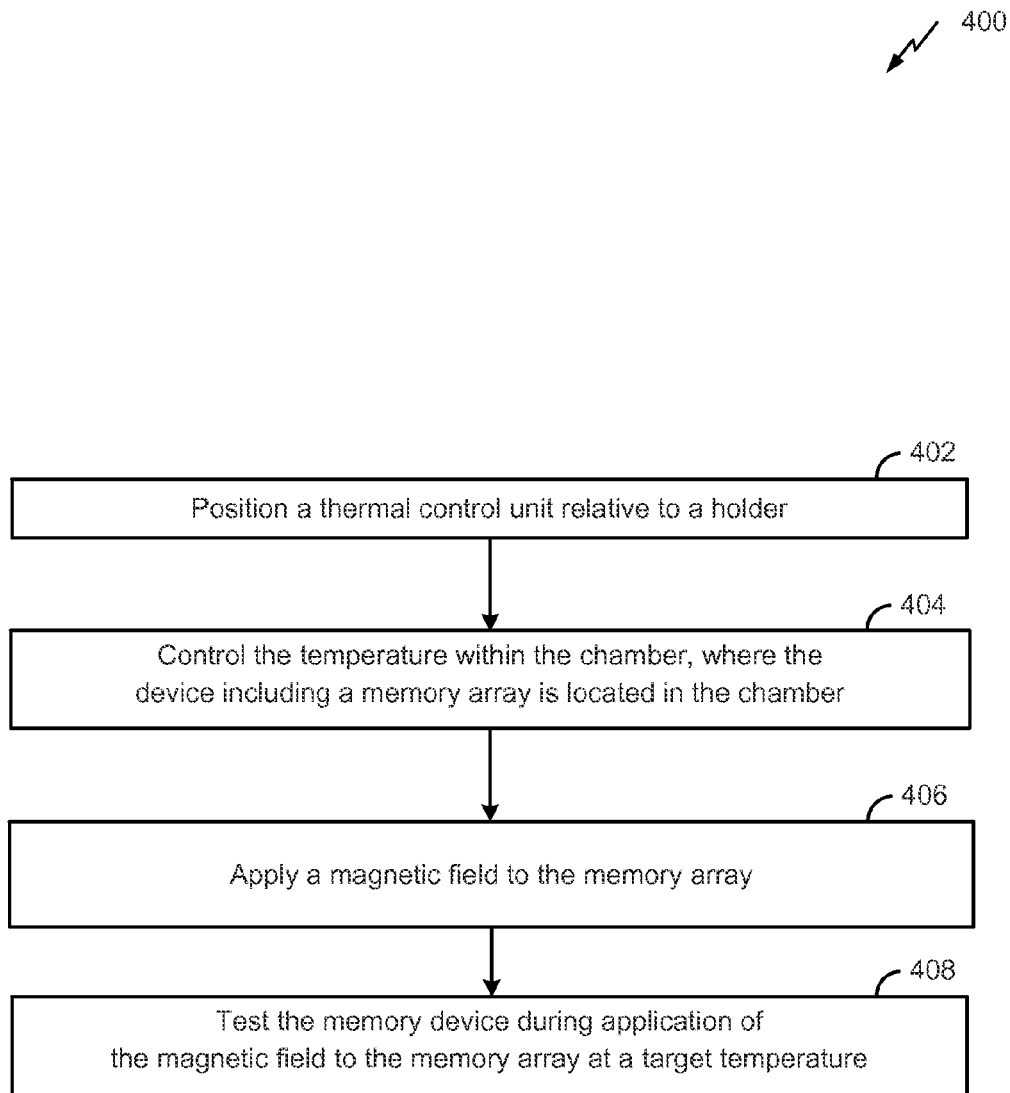 400
402
Position a thermal control unit relative to a holder
404
Control the temperature within the chamber, where the
device including a memory array is located in the chamber
406
Apply a magnetic field to the memory array
408
Test the memory device during application of
the magnetic field to the memory array at a target temperature